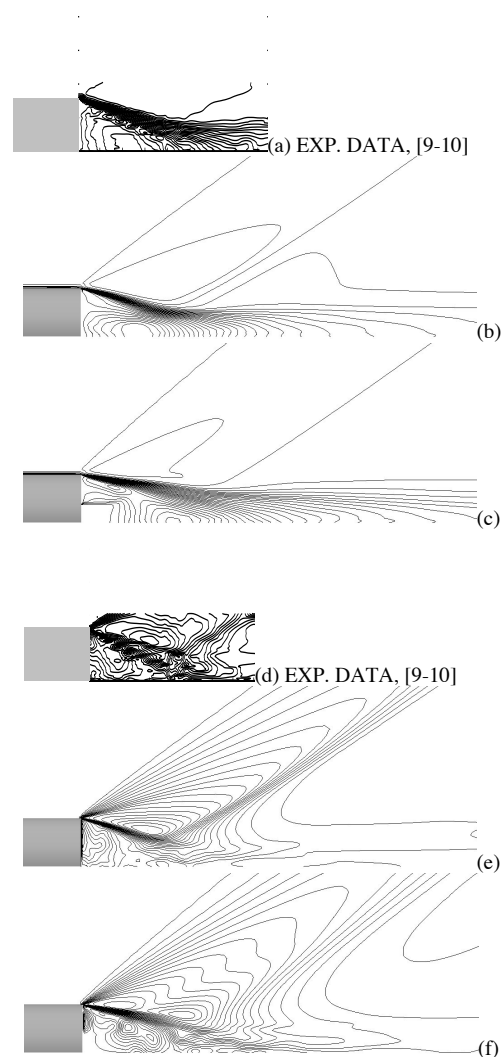 (a) EXP. DATA, [9-10]
(b)
(c)
(d) EXP. DATA, [9-10]
(e)
(f)